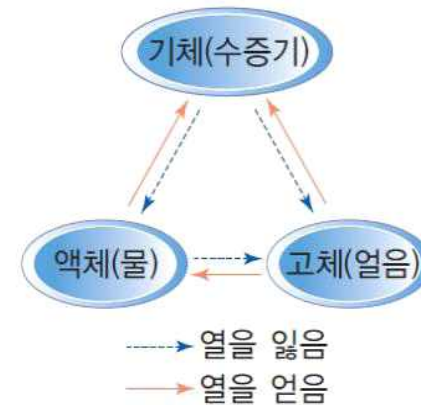 기체(수증기)
액체(물)
고체(얼음)
열을 잃음
열을 얻음